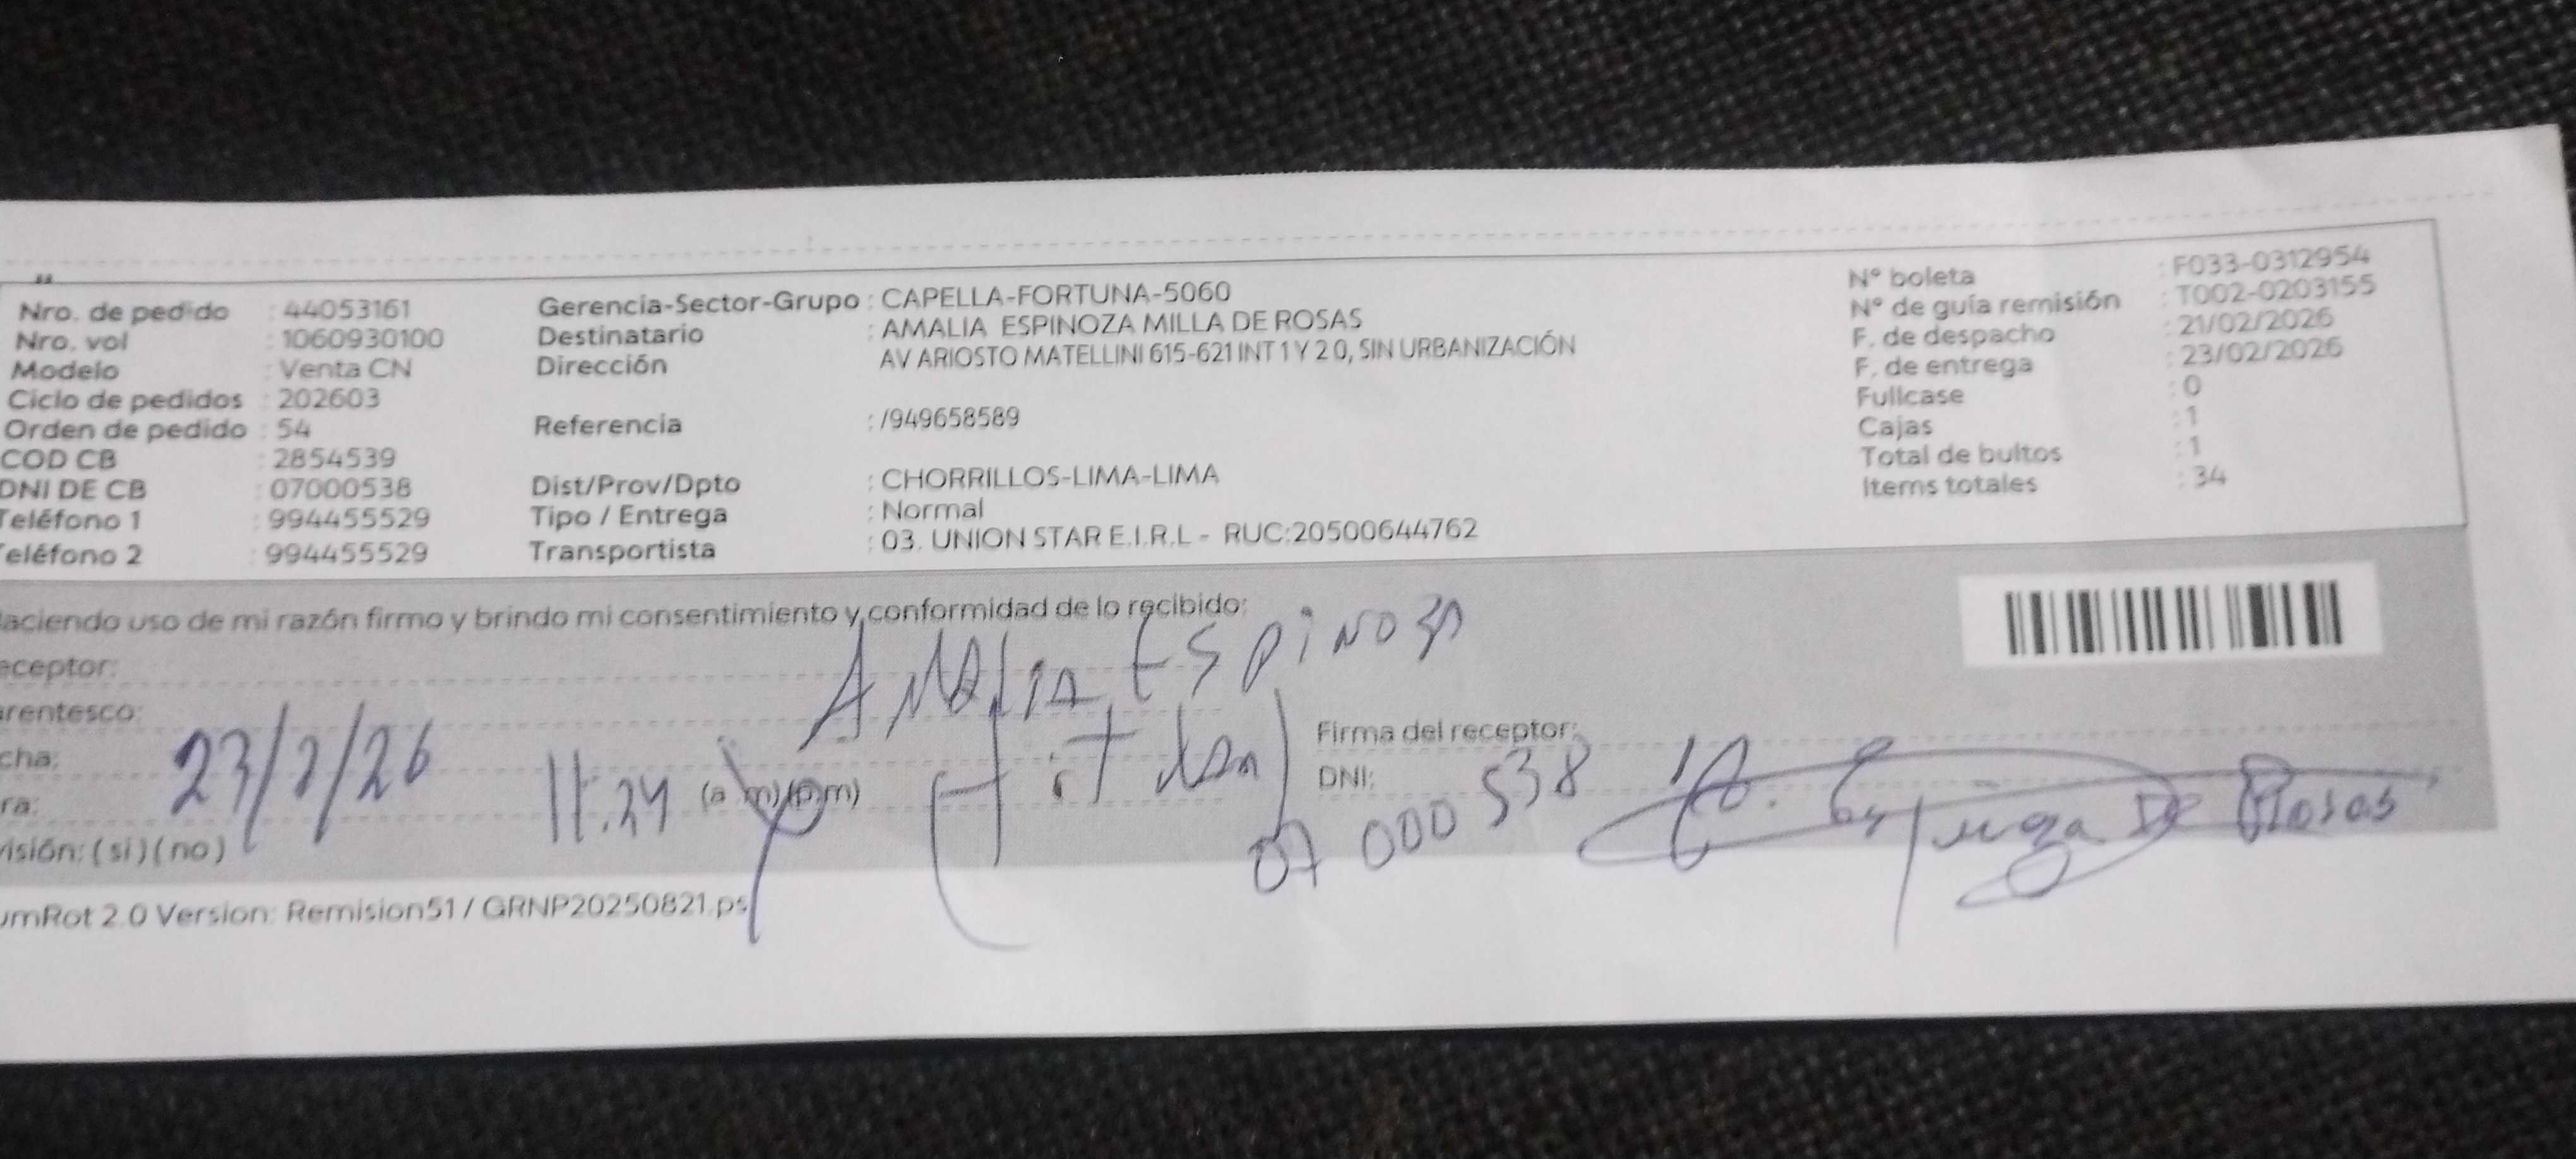 Nro. de pedido : 44053161
Nro. vol : 1060930100
Modelo : Venta CN
Ciclo de pedidos : 202603
Orden de pedido : 54
COD CB : 2854539
DNI DE CB : 07000538
Teléfono 1 : 994455529
Teléfono 2 : 994455529
Gerencia-Sector-Grupo : CAPELLA-FORTUNA-5060
Destinatario : AMALIA ESPINOZA MILLA DE ROSAS
Dirección AV ARIOSTO MATELLINI 615-621 INT 1 Y 2 0, SIN URBANIZACIÓN
Referencia : /949658589
Dist/Prov/Dpto : CHORRILLOS-LIMA-LIMA
Tipo / Entrega : Normal
Transportista : 03. UNION STAR E.I.R.L - RUC:20500644762
N° boleta : F033-0312954
N° de guía remisión : T002-0203155
F. de despacho : 21/02/2026
F. de entrega : 23/02/2026
Fullcase : 0
Cajas : 1
Total de bultos : 1
Items totales : 34
aciendo uso de mi razón firmo y brindo mi consentimiento y conformidad de lo recibido:
eceptor: Amalia Espinoza
rentesco:
cha: 23/2/26
ra: 11:24 (a m)(p m)
visión: (si) (no)
Firma del receptor:
DNI: 07000538
De Rosas
umRot 2.0 Version: Remision51 / GRNP20250821.ps